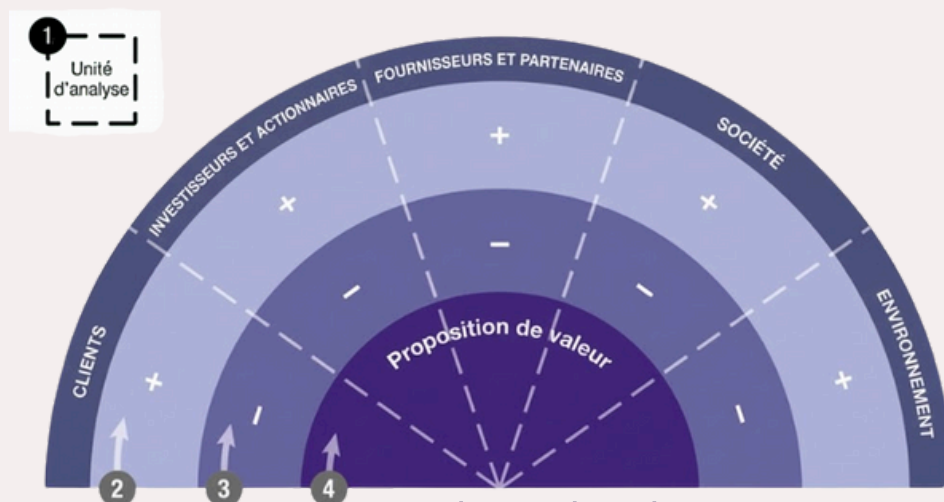 1
Unité
d'analyse
CLIENTS
INVESTISSEURS ET ACTIONNAIRES
FOURNISSEURS ET PARTENAIRES
SOCIÉTÉ
ENVIRONNEMENT
+
+
+
+
+
−
−
−
−
−
Proposition de valeur
2
3
4